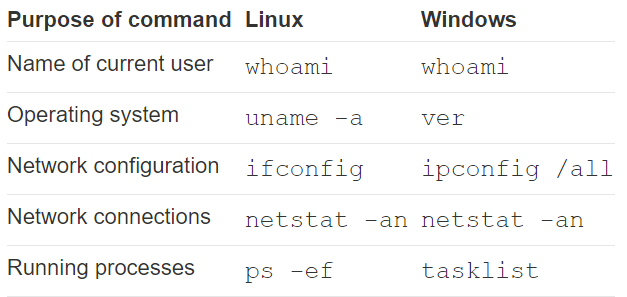 Purpose of command Linux Windows
Name of current user whoami whoami
Operating system uname -a ver
Network configuration ifconfig ipconfig /all
Network connections netstat -an netstat -an
Running processes ps -ef tasklist